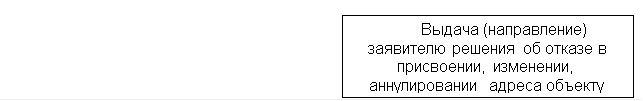 Выдача (направление)
заявителю решения об отказе в
присвоении, изменении,
аннулировании адреса объекту